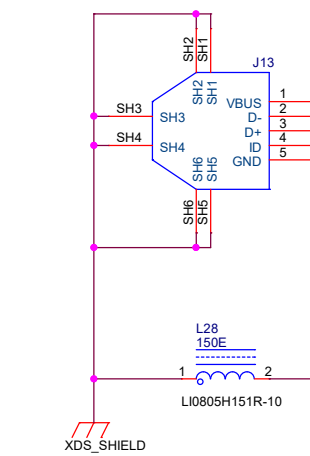 SH2
SH1
J13
SH2
SH1
VBUS 1
D- 2
SH3
SH3
D+ 3
SH4
SH4
ID 4
GND 5
SH6
SH5
SH6
SH5
L28
150E
1
2
LI0805H151R-10
XDS_SHIELD